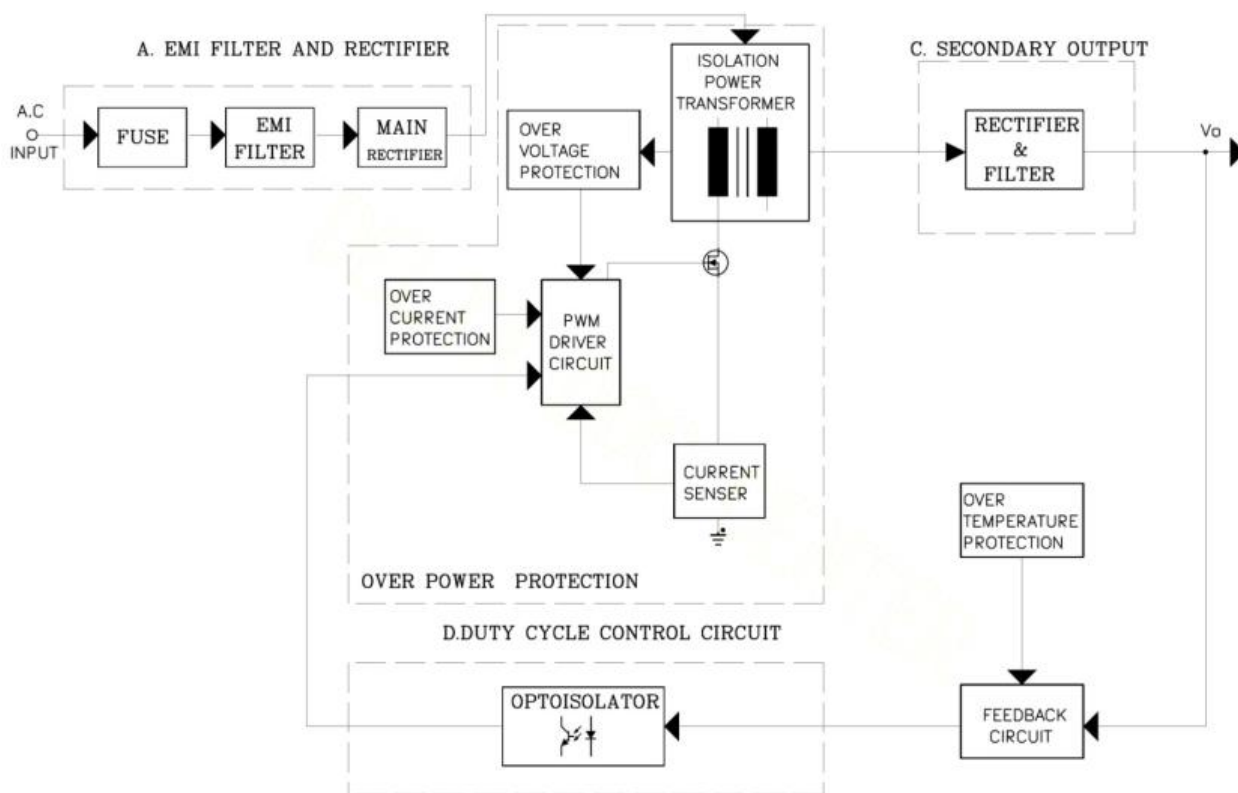 A. EMI FILTER AND RECTIFIER
A.C
INPUT
FUSE
EMI
FILTER
MAIN
RECTIFIER
OVER
VOLTAGE
PROTECTION
ISOLATION
POWER
TRANSFORMER
C. SECONDARY OUTPUT
RECTIFIER
&
FILTER
Vo
OVER
CURRENT
PROTECTION
PWM
DRIVER
CIRCUIT
CURRENT
SENSER
OVER
TEMPERATURE
PROTECTION
OVER POWER PROTECTION
D.DUTY CYCLE CONTROL CIRCUIT
OPTOISOLATOR
FEEDBACK
CIRCUIT